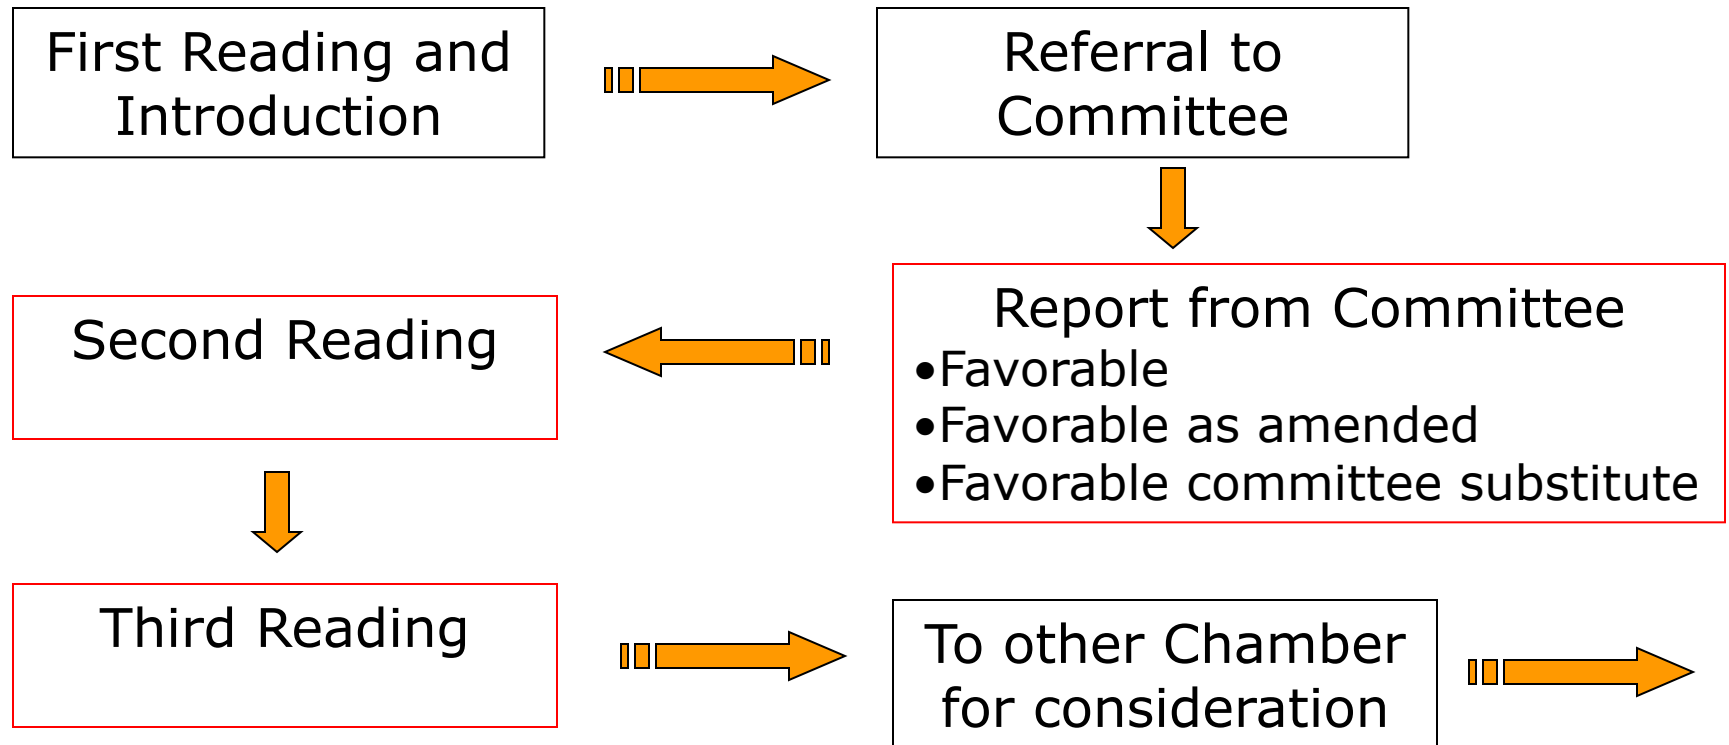 First Reading and
Introduction
Referral to
Committee
Report from Committee
•Favorable
•Favorable as amended
•Favorable committee substitute
Second Reading
Third Reading
To other Chamber
for consideration